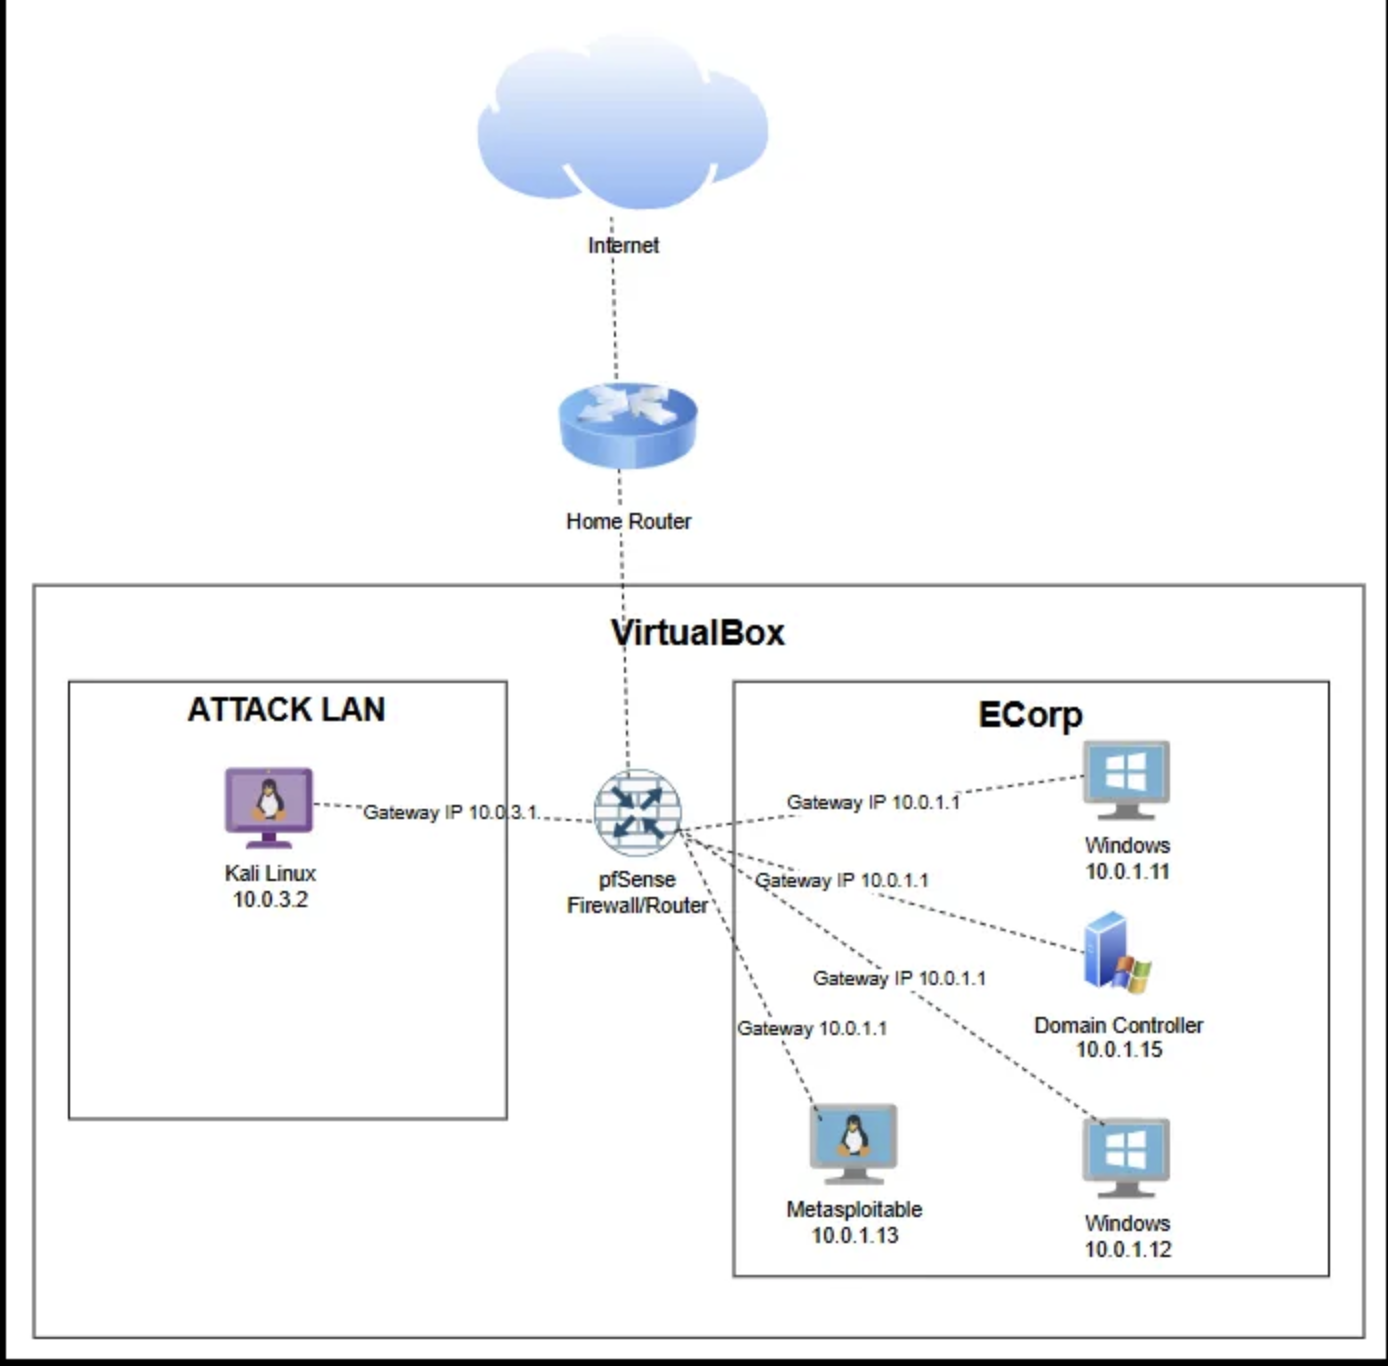 Internet
Home Router
VirtualBox
ATTACK LAN
ECorp
Gateway IP 10.0.3.1
Kali Linux
10.0.3.2
pfSense
Firewall/Router
Gateway IP 10.0.1.1
Windows
10.0.1.11
Gateway IP 10.0.1.1
Domain Controller
10.0.1.15
Gateway IP 10.0.1.1
Gateway 10.0.1.1
Metasploitable
10.0.1.13
Windows
10.0.1.12